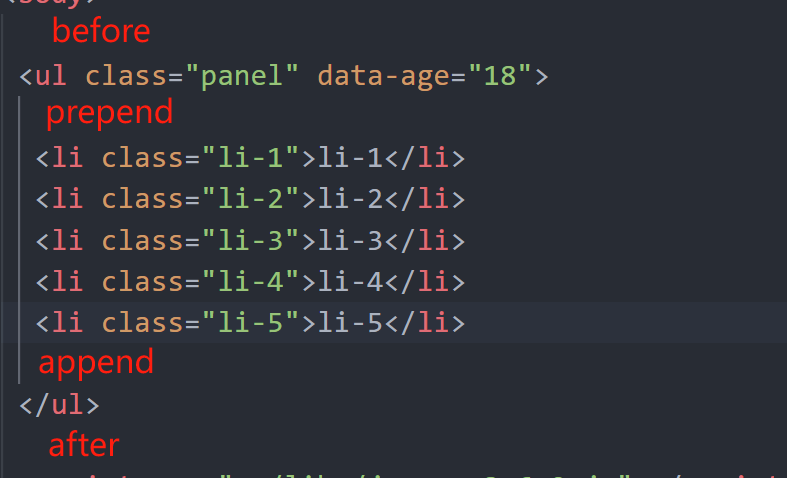 before
<ul class="panel" data-age="18">
prepend
<li class="li-1">li-1</li>
<li class="li-2">li-2</li>
<li class="li-3">li-3</li>
<li class="li-4">li-4</li>
<li class="li-5">li-5</li>
append
</ul>
after